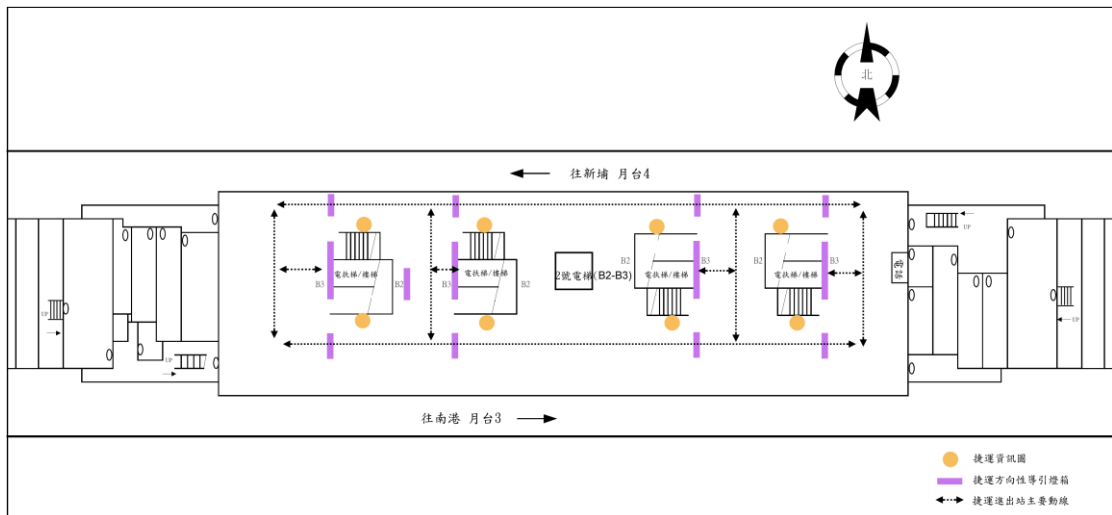 北
往新埔 月台4
UP
電扶梯/樓梯
B3
B2
電扶梯/樓梯
B3
B2
2號電梯(B2-B3)
B2
電扶梯/樓梯
B3
B2
電扶梯/樓梯
B3
電話
UP
UP
UP
UP
往南港 月台3
捷運資訊圖
捷運方向性導引燈箱
捷運進出站主要動線